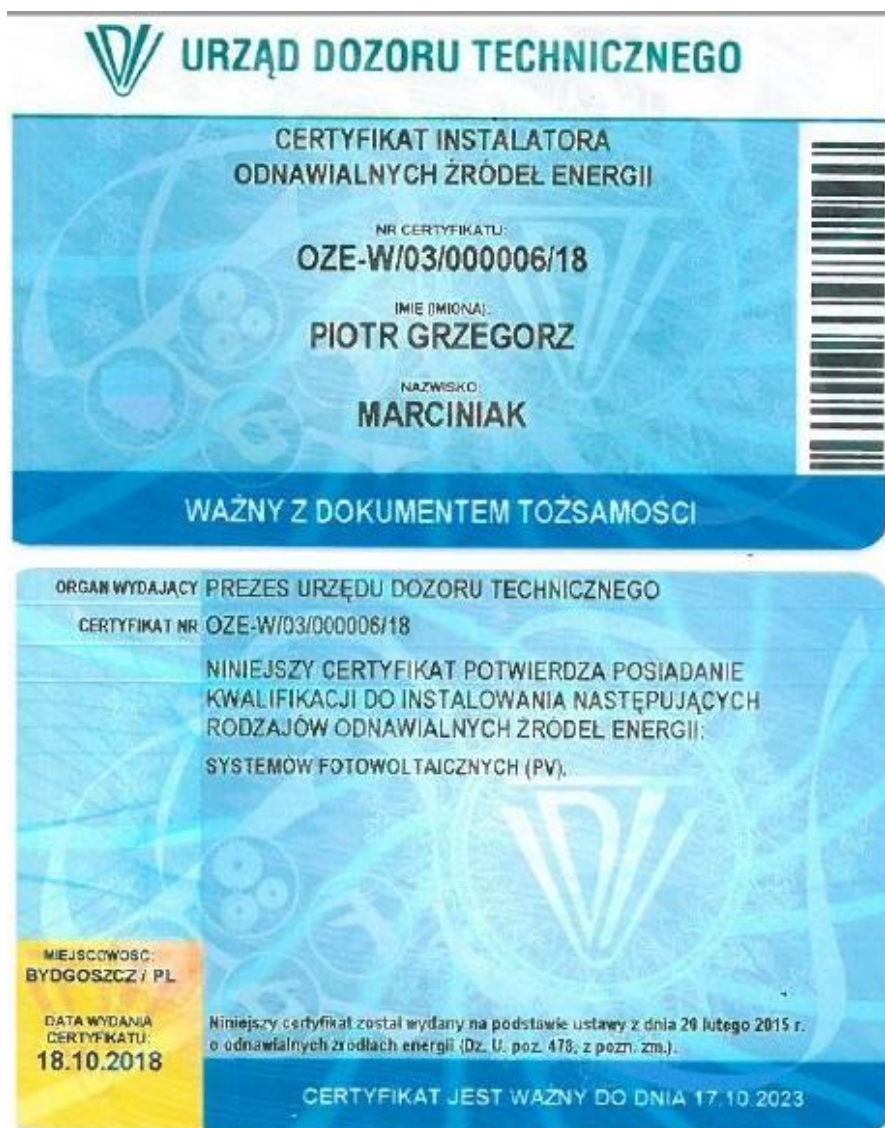 URZĄD DOZORU TECHNICZNEGO
CERTYFIKAT INSTALATORA
ODNAWIALNYCH ŹRÓDEŁ ENERGII
NR CERTYFIKATU:
OZE-W/03/000006/18
IMIĘ (IMIONA):
PIOTR GRZEGORZ
NAZWISKO:
MARCINIAK
WAŻNY Z DOKUMENTEM TOŻSAMOŚCI
ORGAN WYDAJĄCY PREZES URZĘDU DOZORU TECHNICZNEGO
CERTYFIKAT NR OZE-W/03/000006/18
NINIEJSZY CERTYFIKAT POTWIERDZA POSIADANIE
KWALIFIKACJI DO INSTALOWANIA NASTĘPUJĄCYCH
RODZAJÓW ODNAWIALNYCH ŹRÓDEŁ ENERGII:
SYSTEMÓW FOTOWOLTAICZNYCH (PV).
MIEJSCOWOŚĆ:
BYDGOSZCZ / PL
DATA WYDANIA
CERTYFIKATU:
18.10.2018
Niniejszy certyfikat został wydany na podstawie ustawy z dnia 20 lutego 2015 r.
o odnawialnych źródłach energii (Dz. U. poz. 478, z pozn. zm.).
CERTYFIKAT JEST WAŻNY DO DNIA 17.10.2023